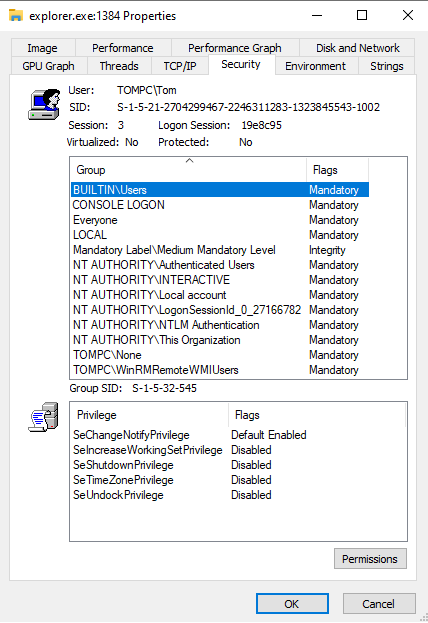 explorer.exe:1384 Properties
Image Performance Performance Graph Disk and Network
GPU Graph Threads TCP/IP Security Environment Strings
User: TOMPC\Tom
SID: S-1-5-21-2704299467-2246311283-1323845543-1002
Session: 3 Logon Session: 19e8c95
Virtualized: No Protected: No
Group Flags
BUILTIN\Users Mandatory
CONSOLE LOGON Mandatory
Everyone Mandatory
LOCAL Mandatory
Mandatory Label\Medium Mandatory Level Integrity
NT AUTHORITY\Authenticated Users Mandatory
NT AUTHORITY\INTERACTIVE Mandatory
NT AUTHORITY\Local account Mandatory
NT AUTHORITY\LogonSessionId_0_27166782 Mandatory
NT AUTHORITY\NTLM Authentication Mandatory
NT AUTHORITY\This Organization Mandatory
TOMPC\None Mandatory
TOMPC\WinRMRemoteWMIUsers Mandatory
Group SID: S-1-5-32-545
Privilege Flags
SeChangeNotifyPrivilege Default Enabled
SeIncreaseWorkingSetPrivilege Disabled
SeShutdownPrivilege Disabled
SeTimeZonePrivilege Disabled
SeUndockPrivilege Disabled
Permissions
OK Cancel